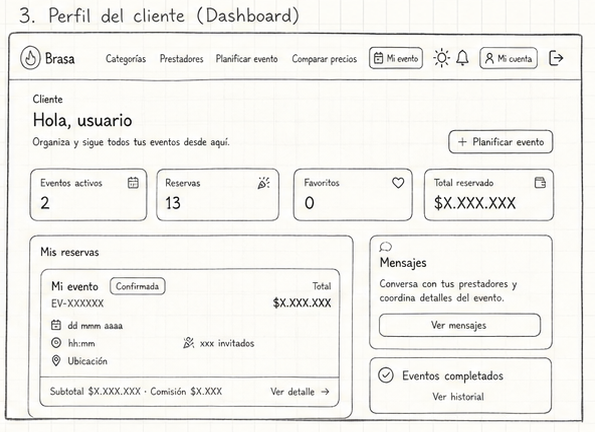 3. Perfil del cliente (Dashboard)
Brasa
Categorías
Prestadores
Planificar evento
Comparar precios
Mi evento
Mi cuenta
Cliente
Hola, usuario
Organiza y sigue todos tus eventos desde aquí.
+ Planificar evento
Eventos activos
2
Reservas
13
Favoritos
0
Total reservado
$X.XXX.XXX
Mis reservas
Mi evento
Confirmada
Total
EV-XXXXXX
$X.XXX.XXX
dd mmm aaaa
hh:mm
xxx invitados
Ubicación
Subtotal $X.XXX.XXX · Comisión $X.XXX
Ver detalle →
Mensajes
Conversa con tus prestadores y
coordina detalles del evento.
Ver mensajes
Eventos completados
Ver historial